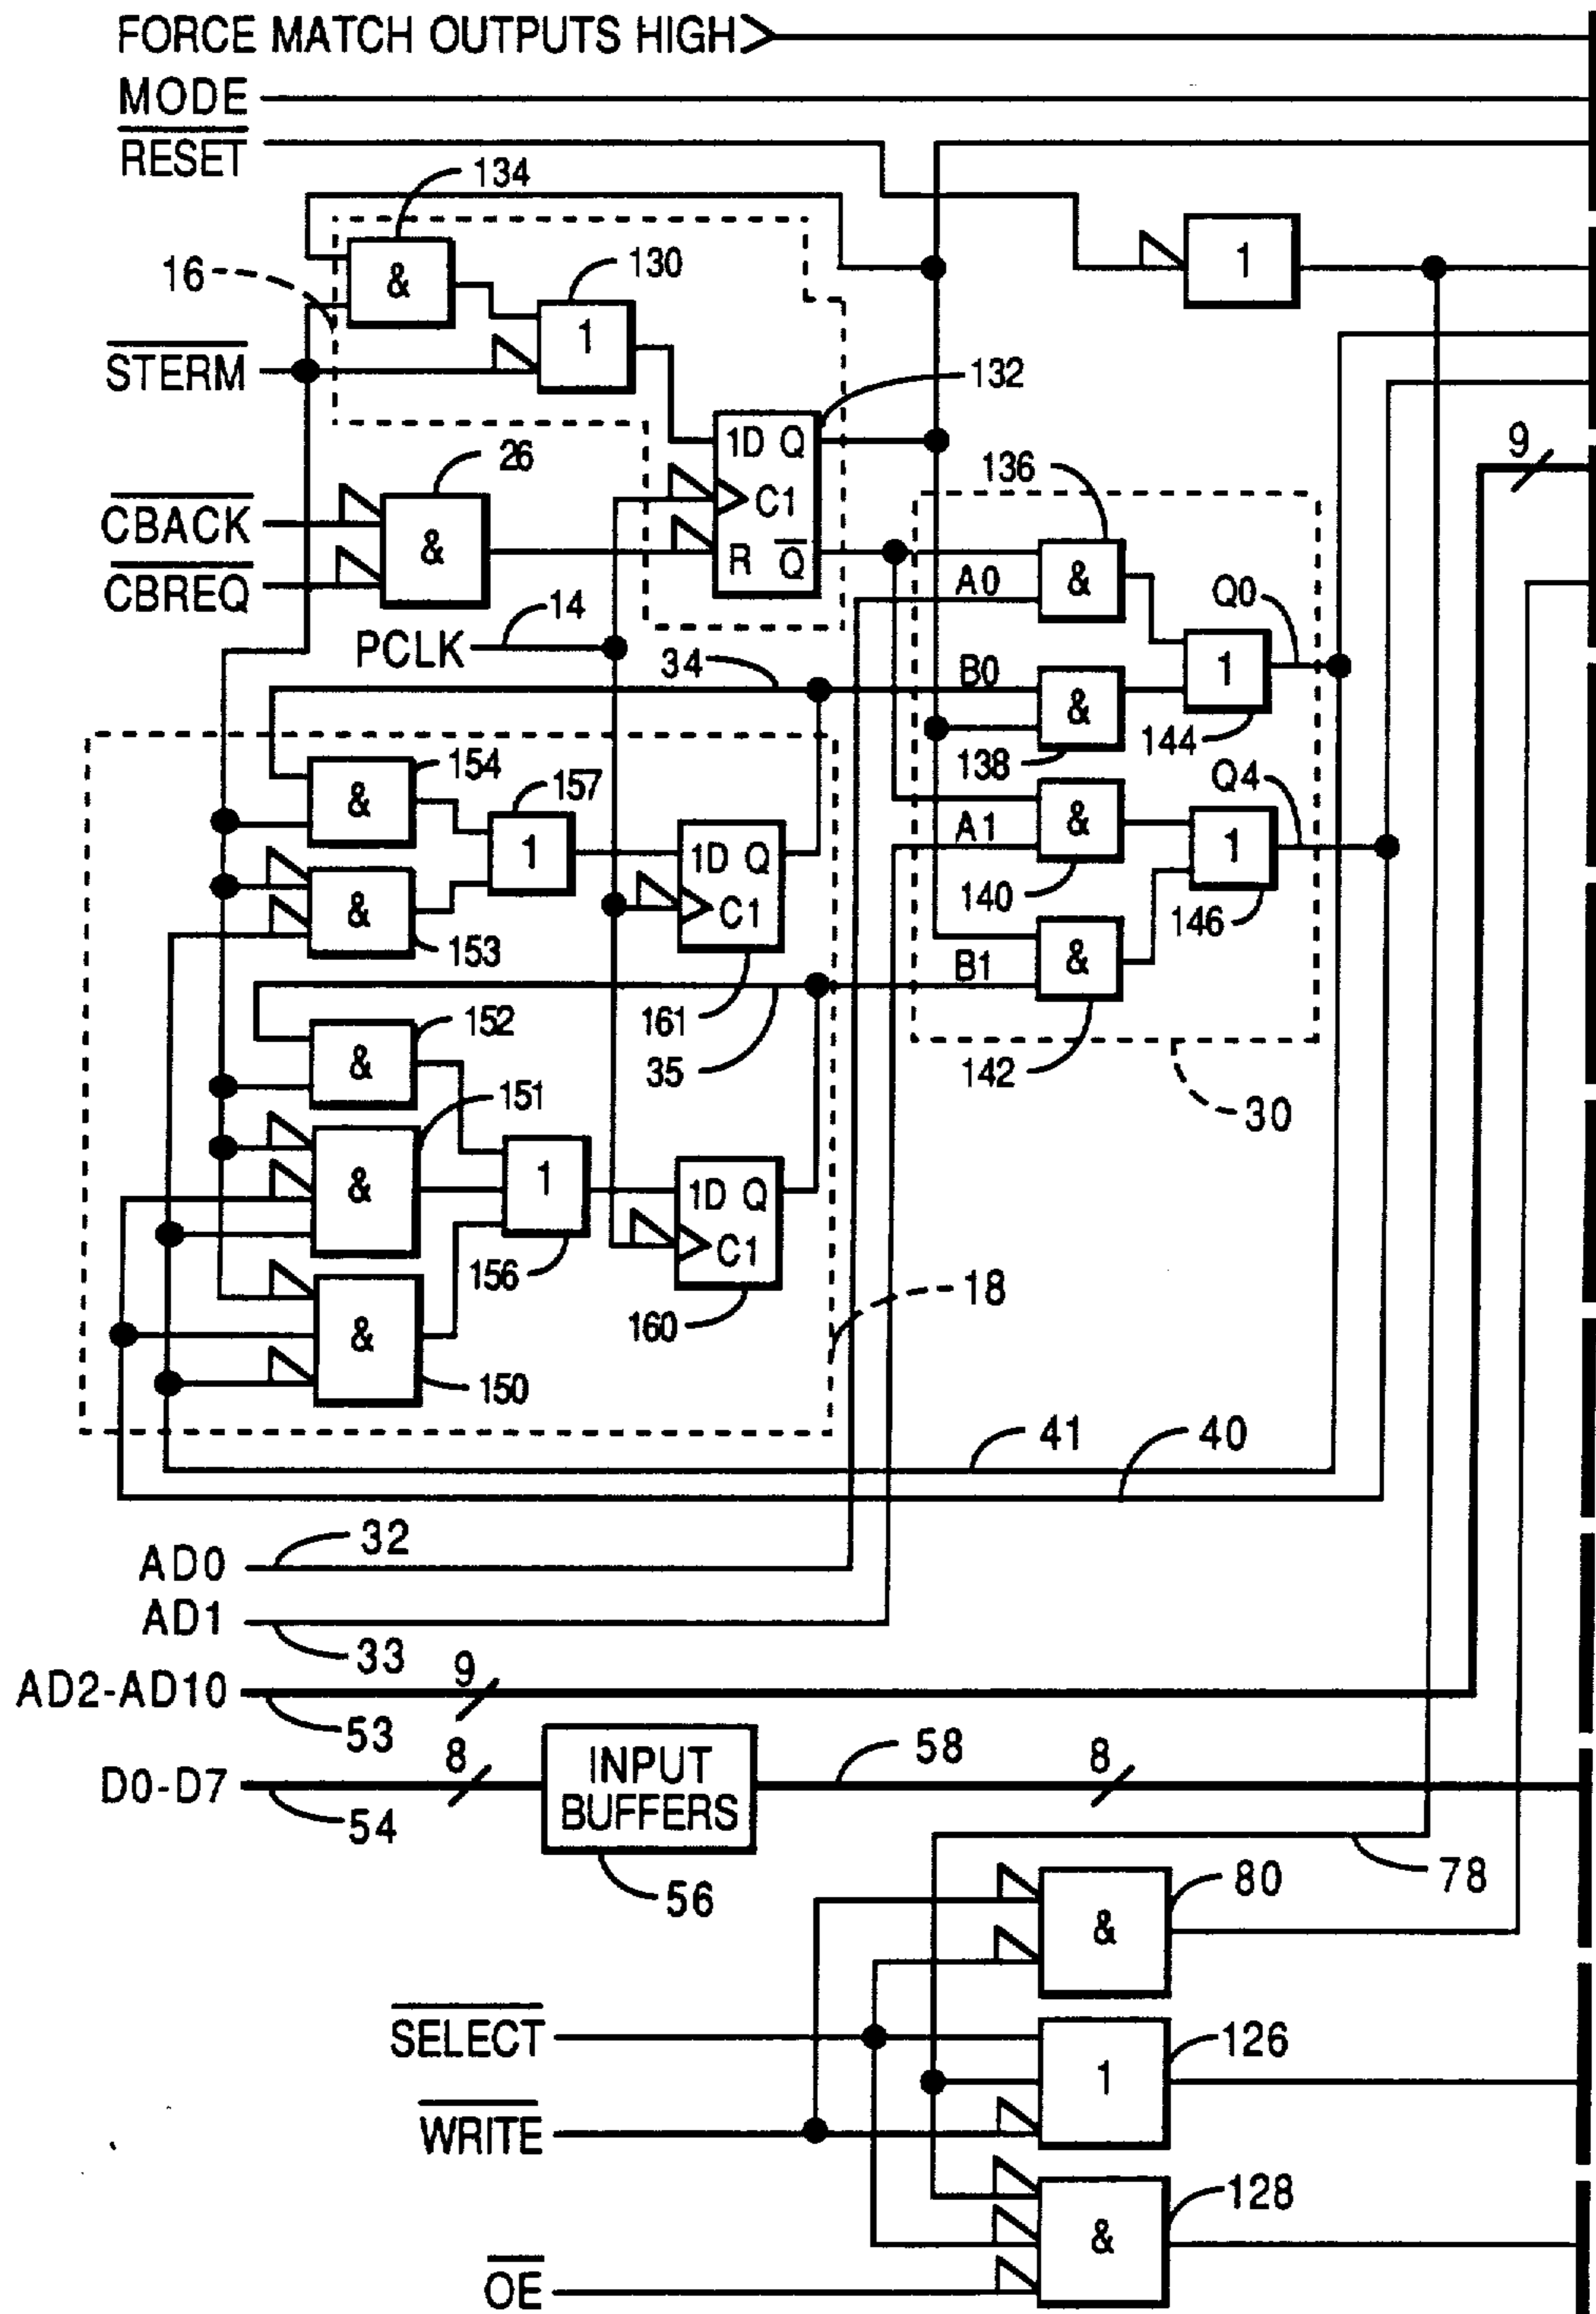 FORCE MATCH OUTPUTS HIGH
MODE
RESET
134
16
&
130
1
1
STERM
132
1D Q
C1
R Q
26
CBACK
&
CBREQ
PCLK
14
136
A0
&
Q0
34
B0
&
1
138
144
9
154
&
157
1
153
&
1D Q
C1
161
A1
&
140
Q4
1
146
B1
&
142
35
30
152
&
151
&
1
156
1D Q
C1
160
18
&
150
41
40
AD0
32
AD1
33
AD2-AD10
9
53
D0-D7
8
54
INPUT
BUFFERS
56
58
8
78
80
&
SELECT
126
1
WRITE
128
&
OE